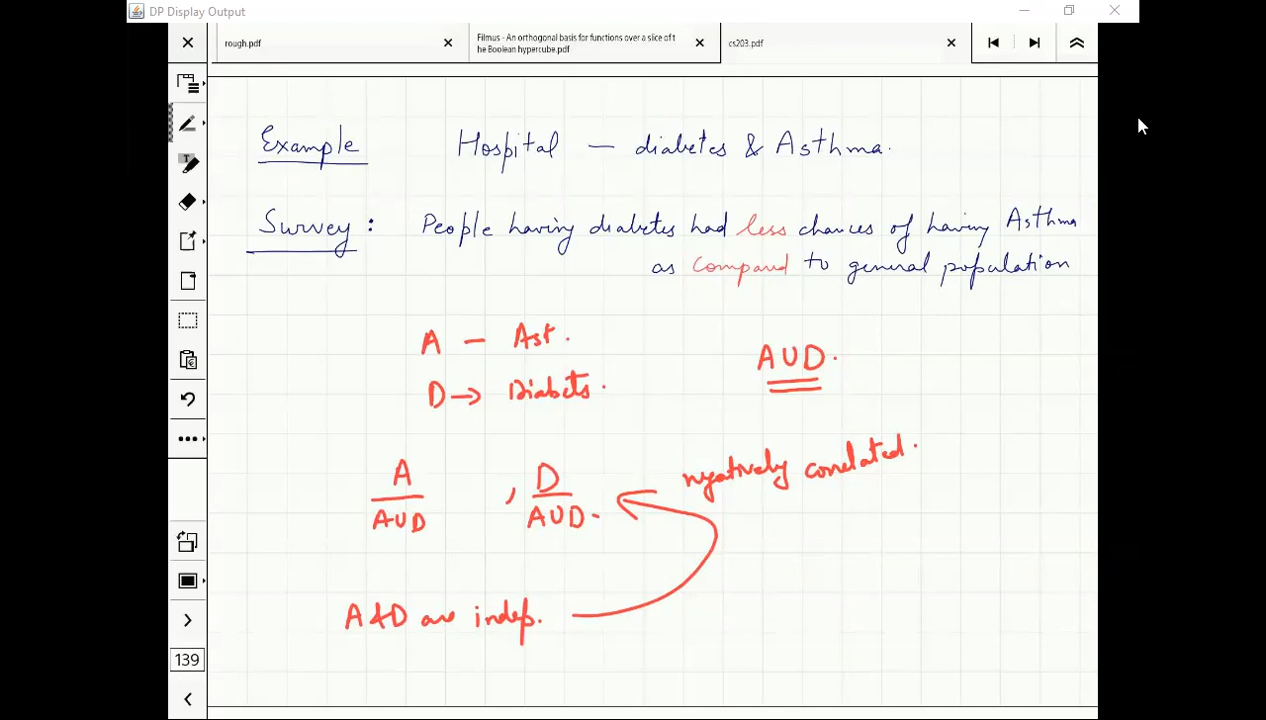 DP Display Output
rough.pdf
Filmus - An orthogonal basis for functions over a slice of t
he Boolean hypercube.pdf
cs203.pdf
Example Hospital — diabetes & Asthma.
Survey: People having diabetes had less chances of having Asthma
as compared to general population
A – Ast.
D → Diabets.
AUD.
A
AUD
, D
AUD.
negatively correlated.
A & D are indep.
139